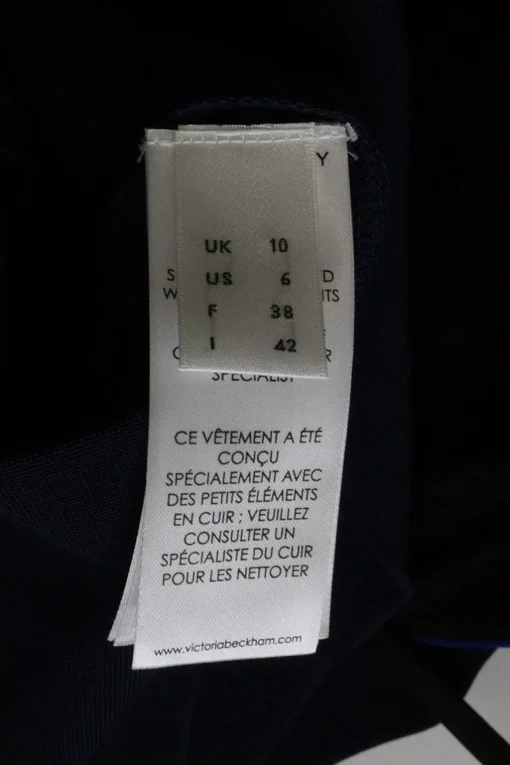 Y
UK 10
US 6
F 38
I 42
S D
W ITS
R
SPECIALIST
CE VÊTEMENT A ÉTÉ
CONÇU
SPÉCIALEMENT AVEC
DES PETITS ÉLÉMENTS
EN CUIR ; VEUILLEZ
CONSULTER UN
SPÉCIALISTE DU CUIR
POUR LES NETTOYER
www.victoriabeckham.com